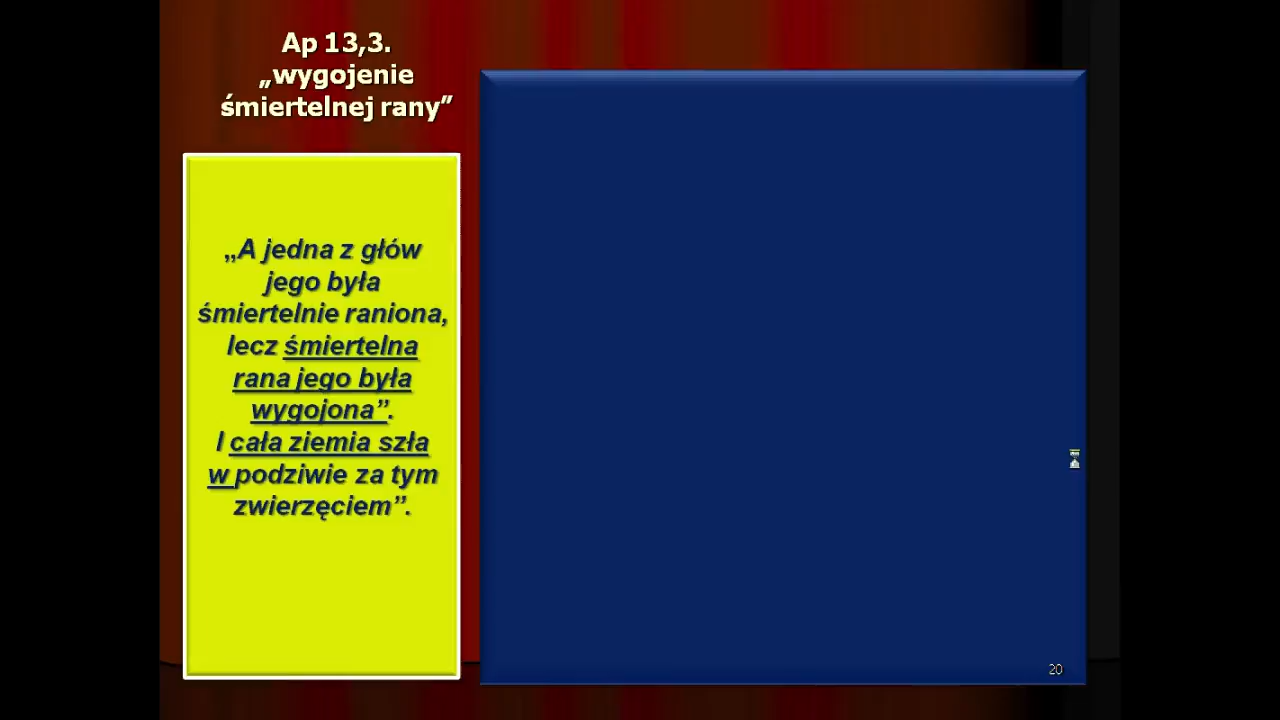 Ap 13,3.
„wygojenie
śmiertelnej rany”
„A jedna z głów
jego była
śmiertelnie raniona,
lecz śmiertelna
rana jego była
wygojona”.
I cała ziemia szła
w podziwie za tym
zwierzęciem”.
20